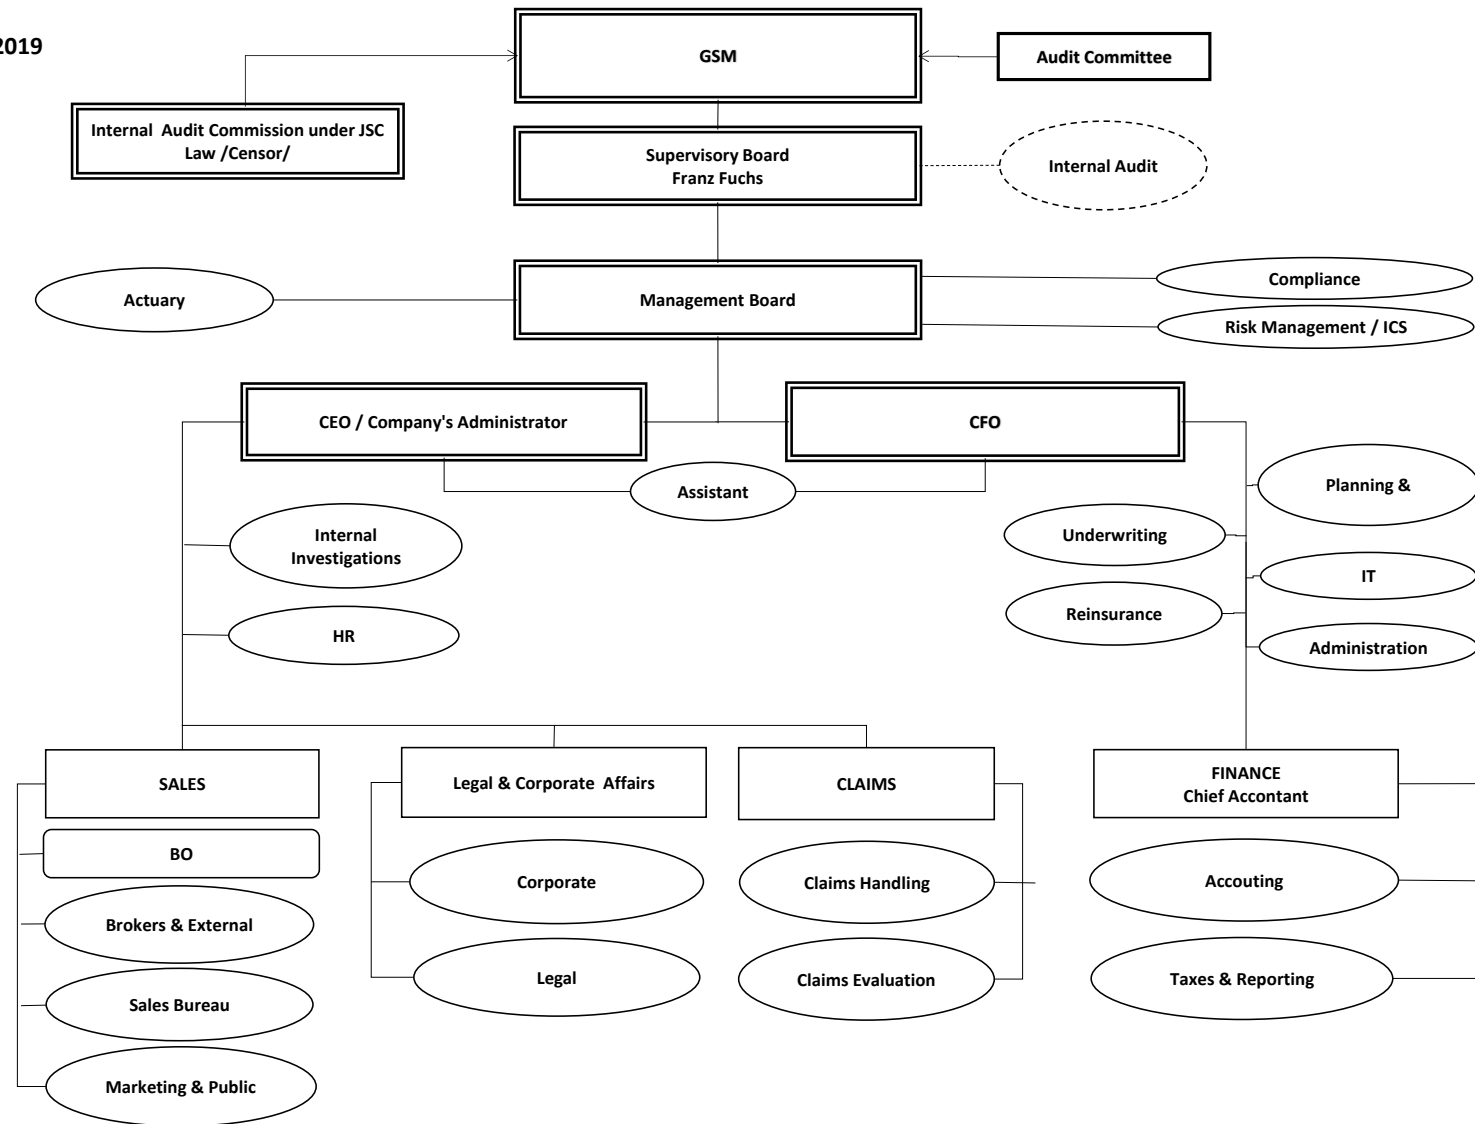 2019
GSM
Audit Committee
Internal Audit Commission under JSC
Law /Censor/
Supervisory Board
Franz Fuchs
Internal Audit
Actuary
Management Board
Compliance
Risk Management / ICS
CEO / Company's Administrator
CFO
Assistant
Planning &
Internal
Investigations
Underwriting
IT
Reinsurance
HR
Administration
SALES
Legal & Corporate Affairs
CLAIMS
FINANCE
Chief Accontant
BO
Corporate
Claims Handling
Accouting
Brokers & External
Legal
Claims Evaluation
Taxes & Reporting
Sales Bureau
Marketing & Public